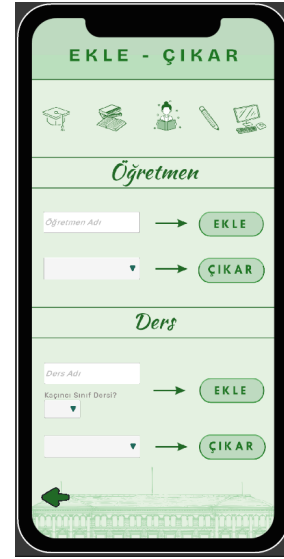 EKLE - ÇIKAR
Öğretmen
Öğretmen Adı
EKLE
ÇIKAR
Ders
Ders Adı
EKLE
Kaçıncı Sınıf Dersi?
ÇIKAR